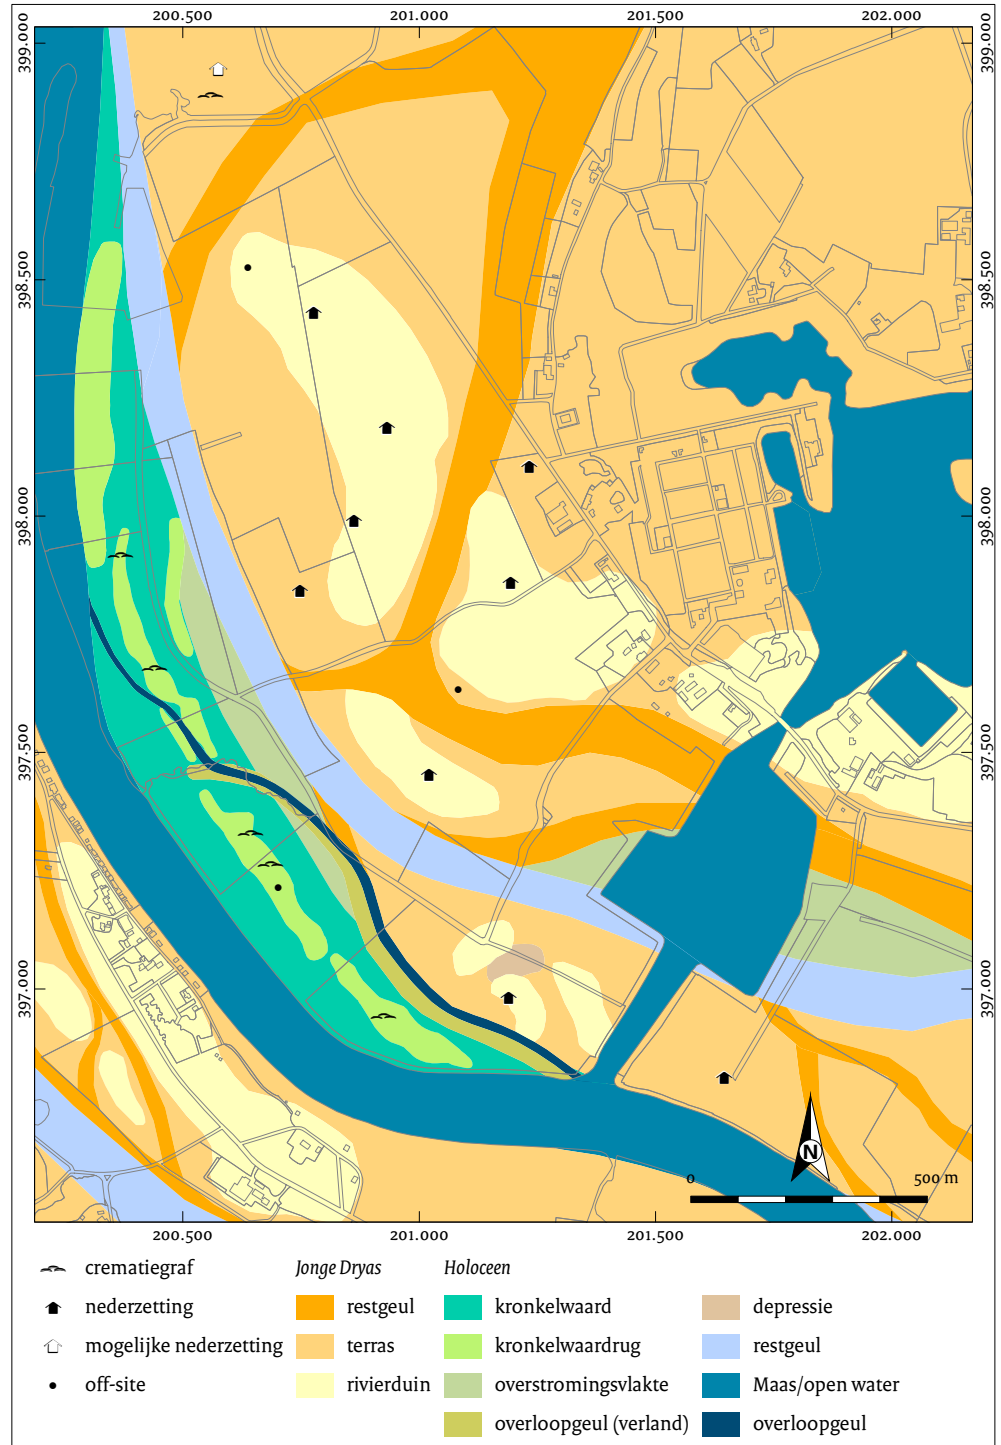 200.500 201.000 201.500 202.000
399.000 399.000
398.500 398.500
398.000 398.000
397.500 397.500
397.000 397.000
N
0 500 m
200.500 201.000 201.500 202.000
crematiegraf Jonge Dryas Holoceen
nederzetting restgeul kronkelwaard depressie
mogelijke nederzetting terras kronkelwaardrug restgeul
off-site rivierduin overstromingsvlakte Maas/open water
overloopgeul (verland) overloopgeul